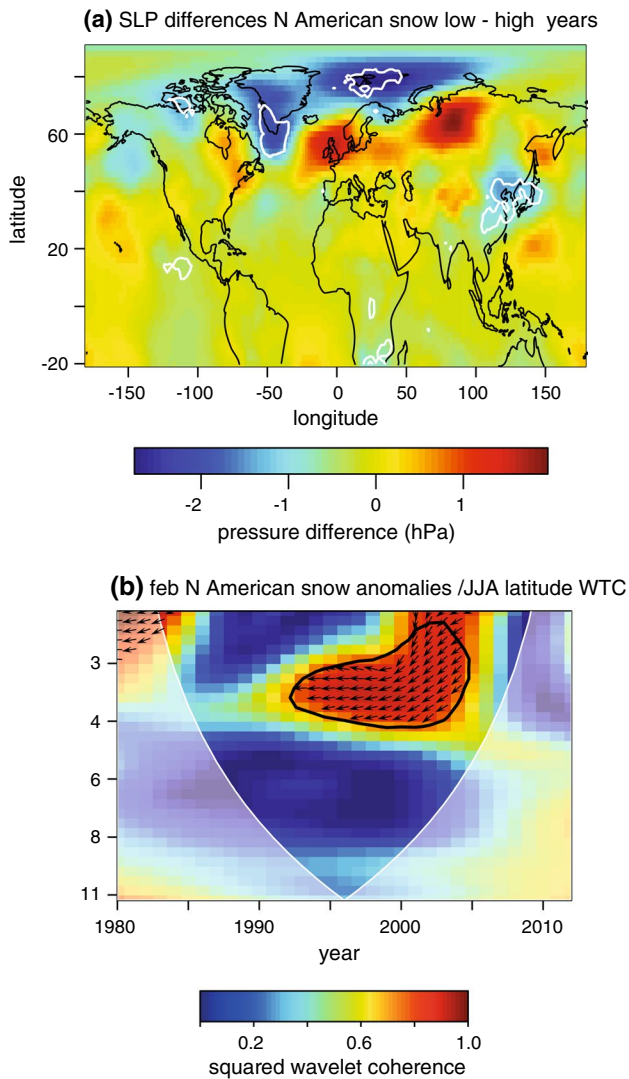 (a) SLP differences N American snow low - high years
latitude
60
20
-20
-150 -100 -50 0 50 100 150
longitude
-2 -1 0 1
pressure difference (hPa)
(b) feb N American snow anomalies /JJA latitude WTC
3
4
6
8
11
1980 1990 2000 2010
year
0.2 0.6 1.0
squared wavelet coherence